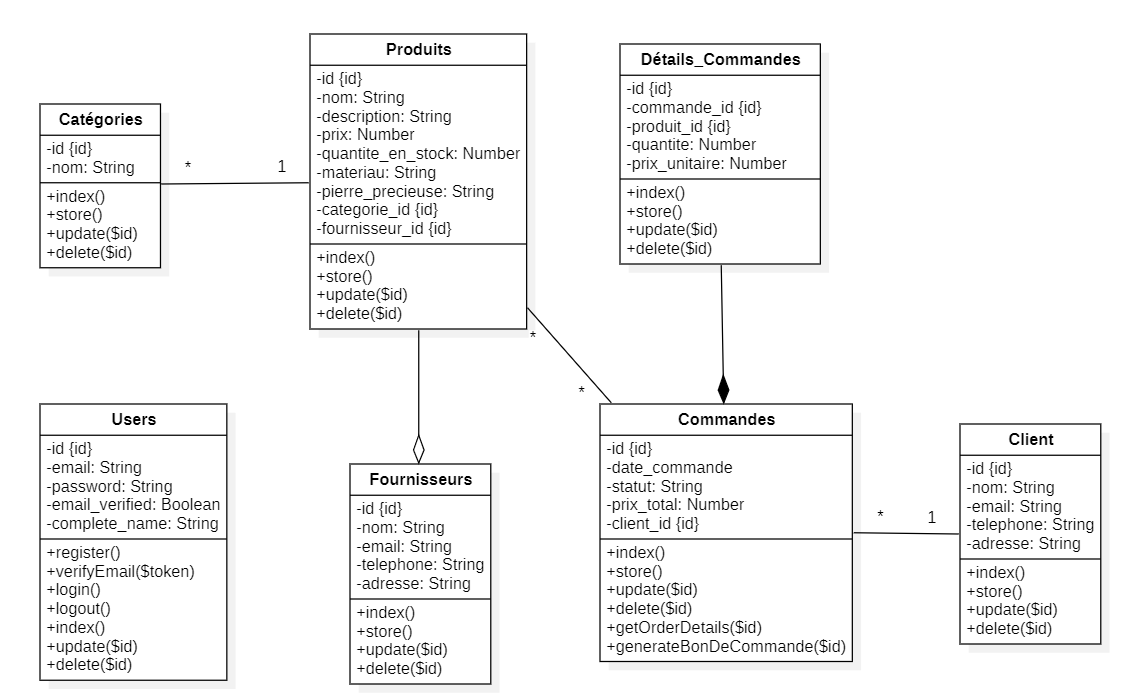 Produits
-id {id}
-nom: String
-description: String
-prix: Number
-quantite_en_stock: Number
-materiau: String
-pierre_precieuse: String
-categorie_id {id}
-fournisseur_id {id}
+index()
+store()
+update($id)
+delete($id)
Détails_Commandes
-id {id}
-commande_id {id}
-produit_id {id}
-quantite: Number
-prix_unitaire: Number
+index()
+store()
+update($id)
+delete($id)
Catégories
-id {id}
-nom: String
+index()
+store()
+update($id)
+delete($id)
* 1
*
*
Users
-id {id}
-email: String
-password: String
-email_verified: Boolean
-complete_name: String
+register()
+verifyEmail($token)
+login()
+logout()
+index()
+update($id)
+delete($id)
Fournisseurs
-id {id}
-nom: String
-email: String
-telephone: String
-adresse: String
+index()
+store()
+update($id)
+delete($id)
Commandes
-id {id}
-date_commande
-statut: String
-prix_total: Number
-client_id {id}
+index()
+store()
+update($id)
+delete($id)
+getOrderDetails($id)
+generateBonDeCommande($id)
* 1
Client
-id {id}
-nom: String
-email: String
-telephone: String
-adresse: String
+index()
+store()
+update($id)
+delete($id)